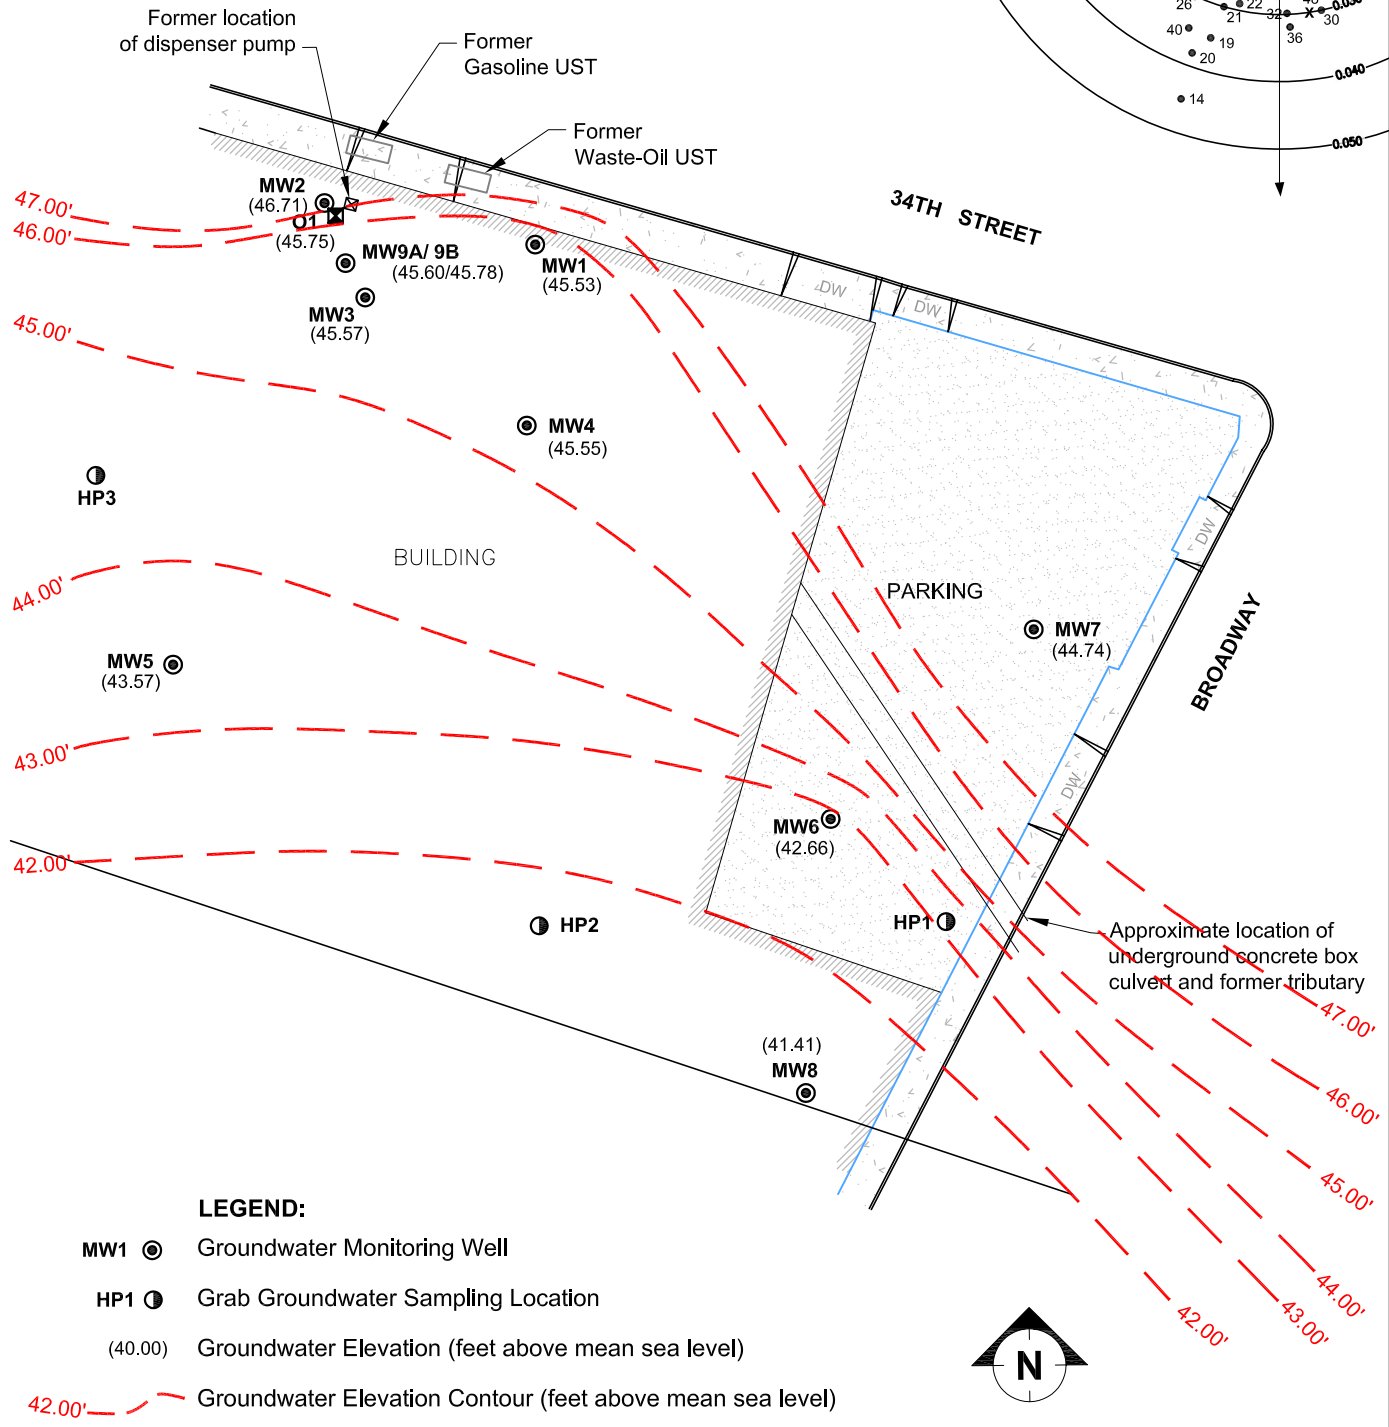 Former location
of dispenser pump
Former
Gasoline UST
Former
Waste-Oil UST
26
22
21
32
X
30
0.030
40
19
36
20
0.040
14
0.050
34TH STREET
47.00'
46.00'
MW2
(46.71)
O1
(45.75)
MW9A/ 9B
(45.60/45.78)
MW1
(45.53)
MW3
(45.57)
DW
DW
45.00'
MW4
(45.55)
HP3
BUILDING
PARKING
DW
44.00'
MW7
(44.74)
BROADWAY
MW5
(43.57)
43.00'
DW
MW6
(42.66)
42.00'
HP2
HP1
Approximate location of
underground concrete box
culvert and former tributary
47.00'
(41.41)
MW8
46.00'
45.00'
44.00'
43.00'
42.00'
LEGEND:
MW1 Groundwater Monitoring Well
HP1 Grab Groundwater Sampling Location
(40.00) Groundwater Elevation (feet above mean sea level)
42.00' Groundwater Elevation Contour (feet above mean sea level)
N